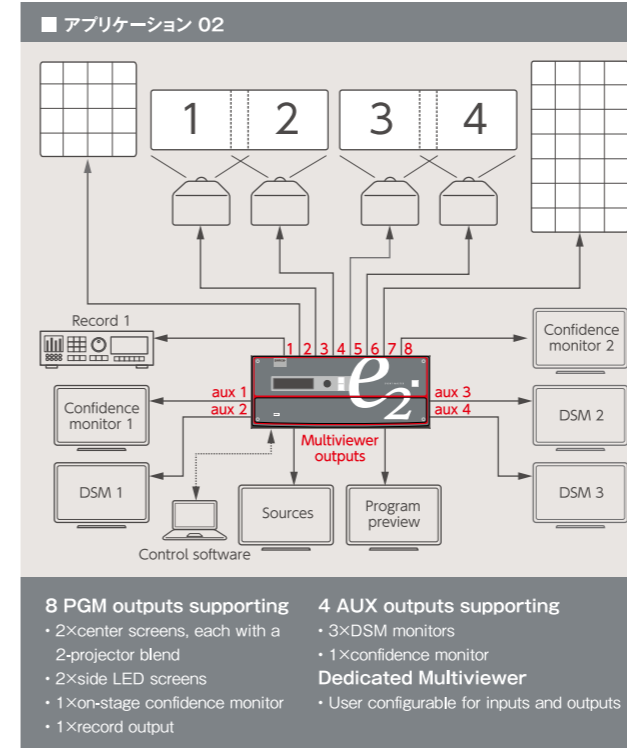 ■ アプリケーション 02
1 2 3 4
Record 1
1 2 3 4 5 6 7 8
Confidence
monitor 2
e2
aux 1
aux 2
aux 3
aux 4
Confidence
monitor 1
DSM 2
Multiviewer
outputs
DSM 1
Sources
Program
preview
DSM 3
Control software
8 PGM outputs supporting
・2×center screens, each with a
2-projector blend
・2×side LED screens
・1×on-stage confidence monitor
・1×record output
4 AUX outputs supporting
・3×DSM monitors
・1×confidence monitor
Dedicated Multiviewer
・User configurable for inputs and outputs